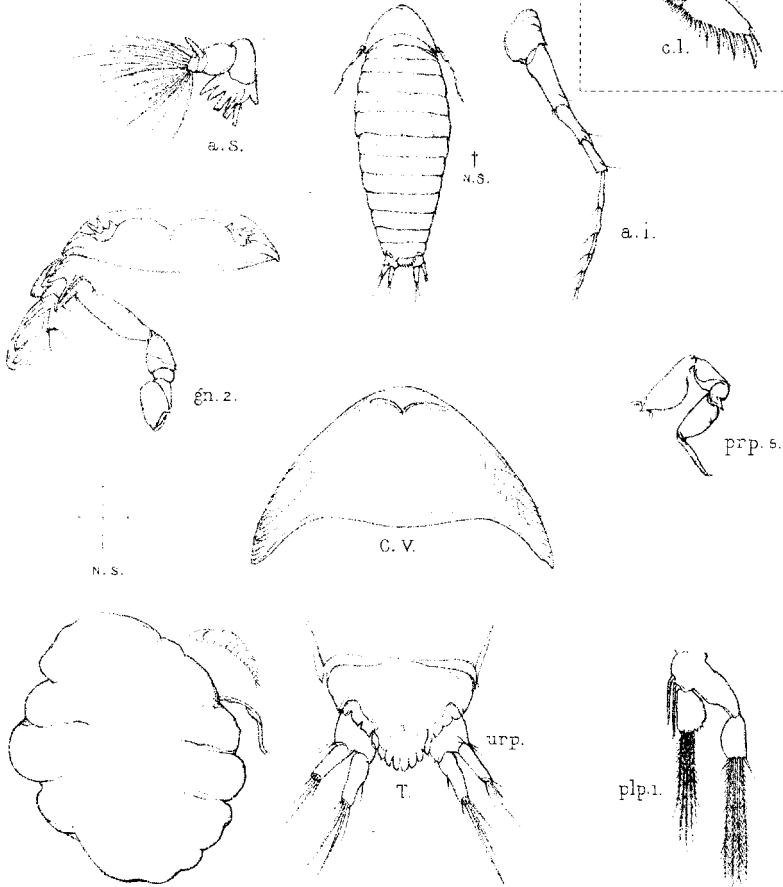 c.l.
a.s.
†
N.S.
a.i.
gn.2.
prp.5.
C.V.
N.S.
urp.
T.
plp.1.